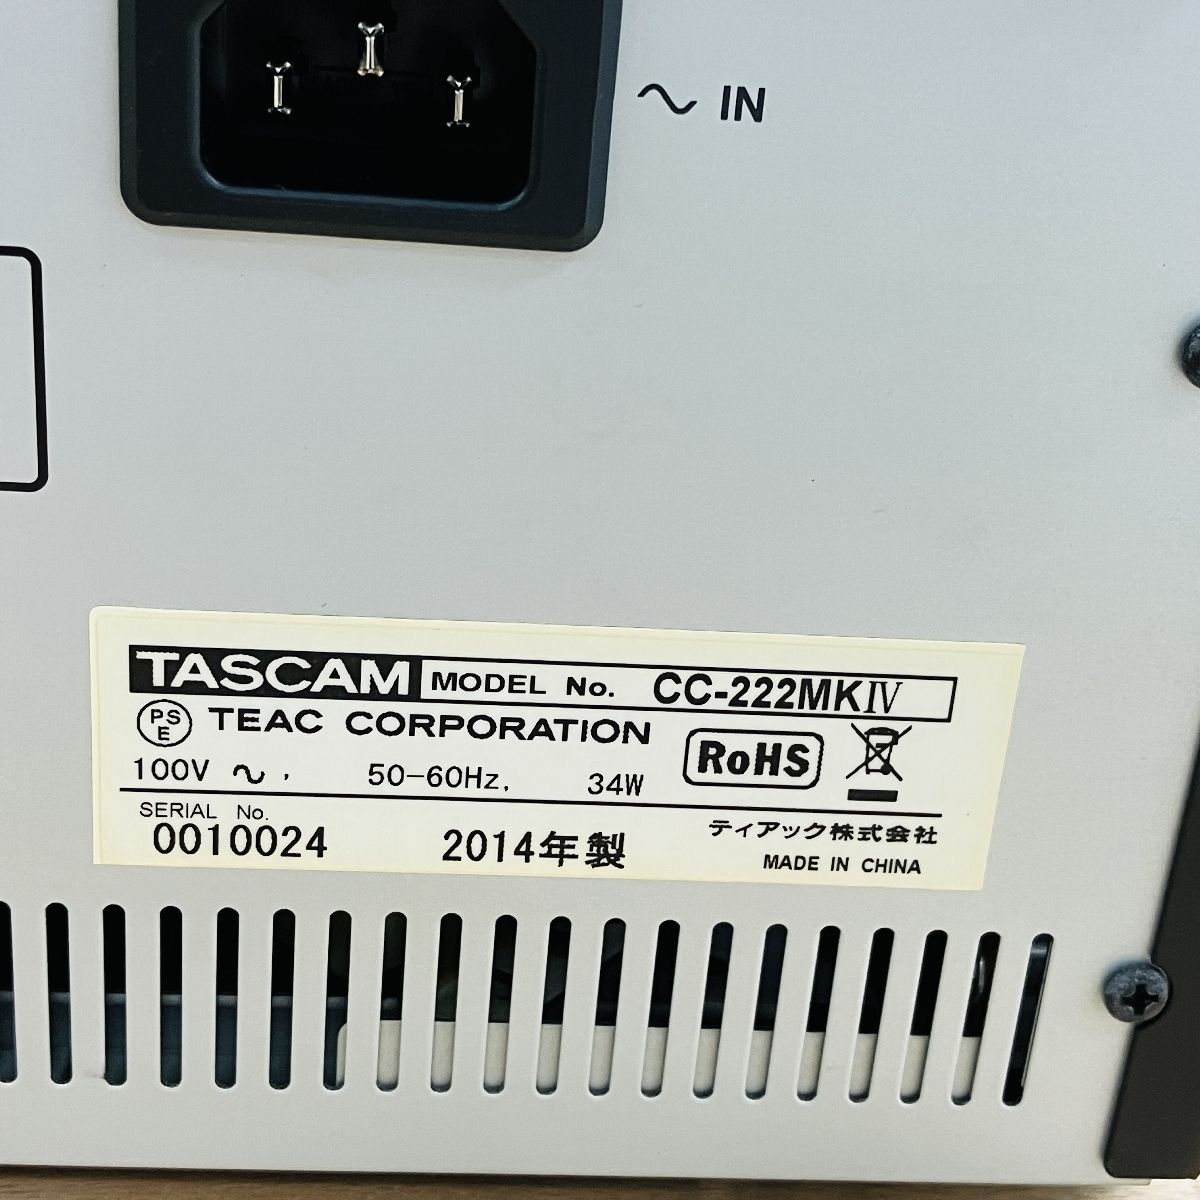 IN
TASCAM MODEL No. CC-222MKⅣ
PSE TEAC CORPORATION RoHS
100V ～, 50-60Hz, 34W
SERIAL No.
0010024 2014年製 ティアック株式会社
MADE IN CHINA